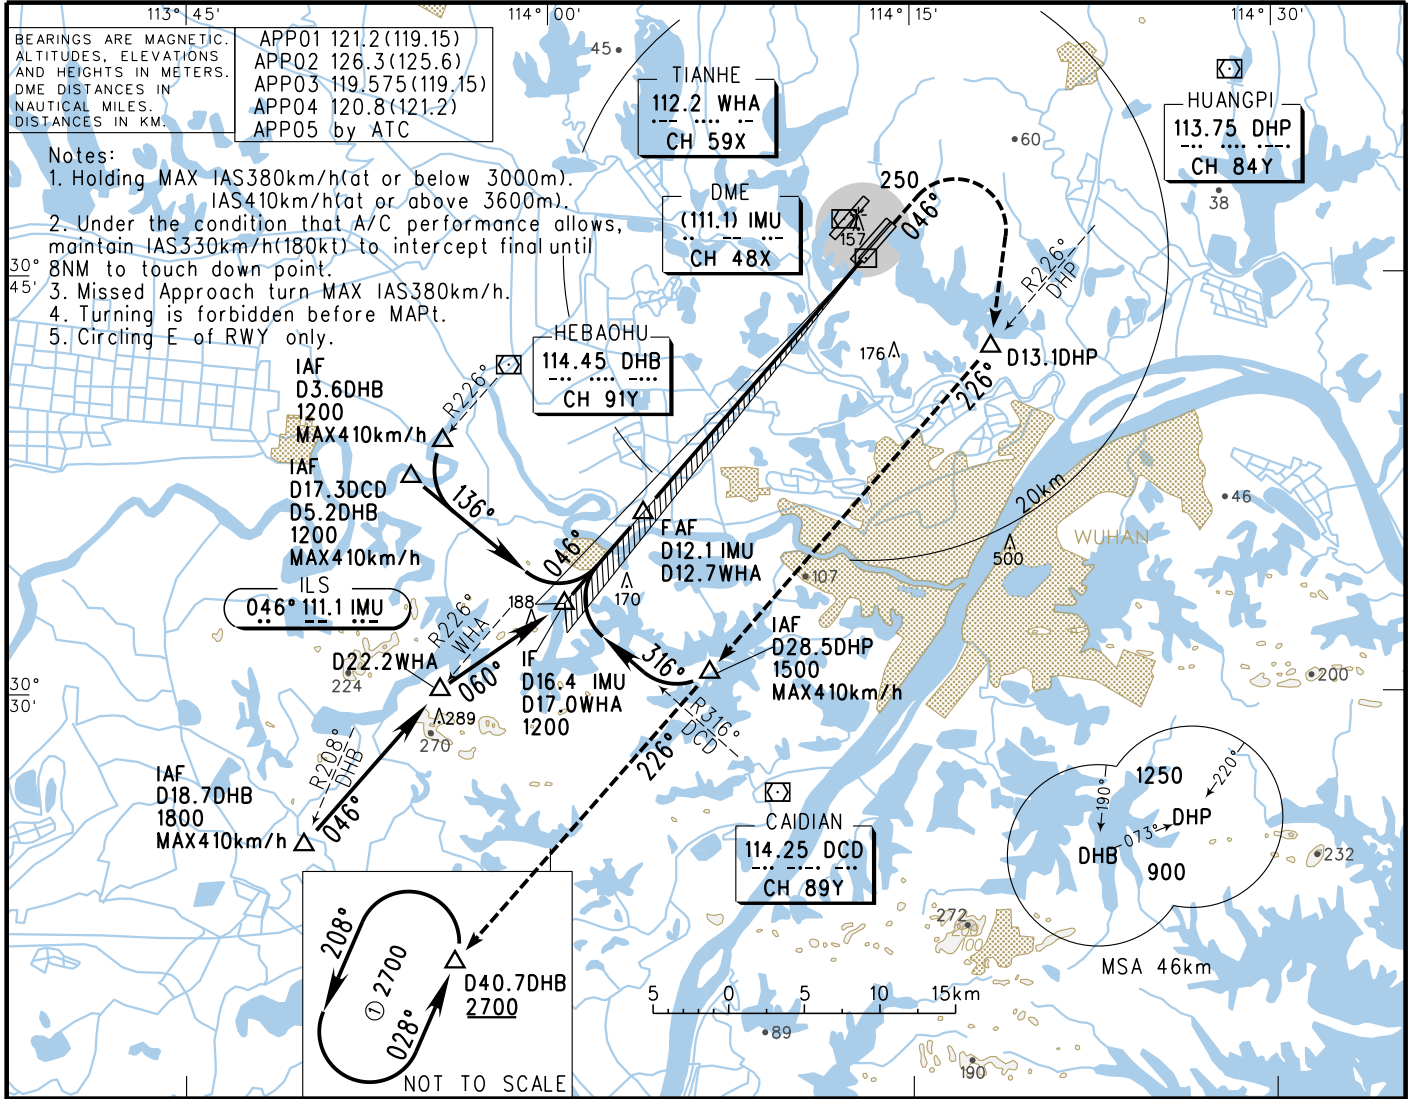 113° 45'
114° 00'
114° 15'
114° 30'
BEARINGS ARE MAGNETIC.
ALTITUDES, ELEVATIONS
AND HEIGHTS IN METERS.
DME DISTANCES IN
NAUTICAL MILES.
DISTANCES IN KM.
APP01 121.2(119.15)
APP02 126.3(125.6)
APP03 119.575(119.15)
APP04 120.8(121.2)
APP05 by ATC
Notes:
1. Holding MAX IAS380km/h(at or below 3000m).
IAS410km/h(at or above 3600m).
2. Under the condition that A/C performance allows,
maintain IAS330km/h(180kt) to intercept final until
8NM to touch down point.
3. Missed Approach turn MAX IAS380km/h.
4. Turning is forbidden before MAPt.
5. Circling E of RWY only.
30°
45'
45
TIANHE
112.2 WHA
CH 59X
DME
(111.1) IMU
CH 48X
HUANGPI
113.75 DHP
CH 84Y
60
38
250
046°
157
R226°
DHP
D13.1DHP
176
226°
HEBAOHU
114.45 DHB
CH 91Y
R226°
IAF
D3.6DHB
1200
MAX410km/h
IAF
D17.3DCD
D5.2DHB
1200
MAX410km/h
136°
046°
ILS
046° 111.1 IMU
FAF
D12.1 IMU
D12.7WHA
20km
46
WUHAN
500
107
188
170
R226°
WHA
D22.2WHA
224
060°
IF
D16.4 IMU
D17.0WHA
1200
316°
IAF
D28.5DHP
1500
MAX410km/h
R316°
DCD
226°
200
30°
30'
289
270
R208°
DHB
IAF
D18.7DHB
1800
MAX410km/h
046°
CAIDIAN
114.25 DCD
CH 89Y
1250
190°
220°
DHP
073°
DHB
900
232
MSA 46km
272
200
100
208°
① 2700
028°
D40.7DHB
2700
NOT TO SCALE
5 0 5 10 15km
89
190